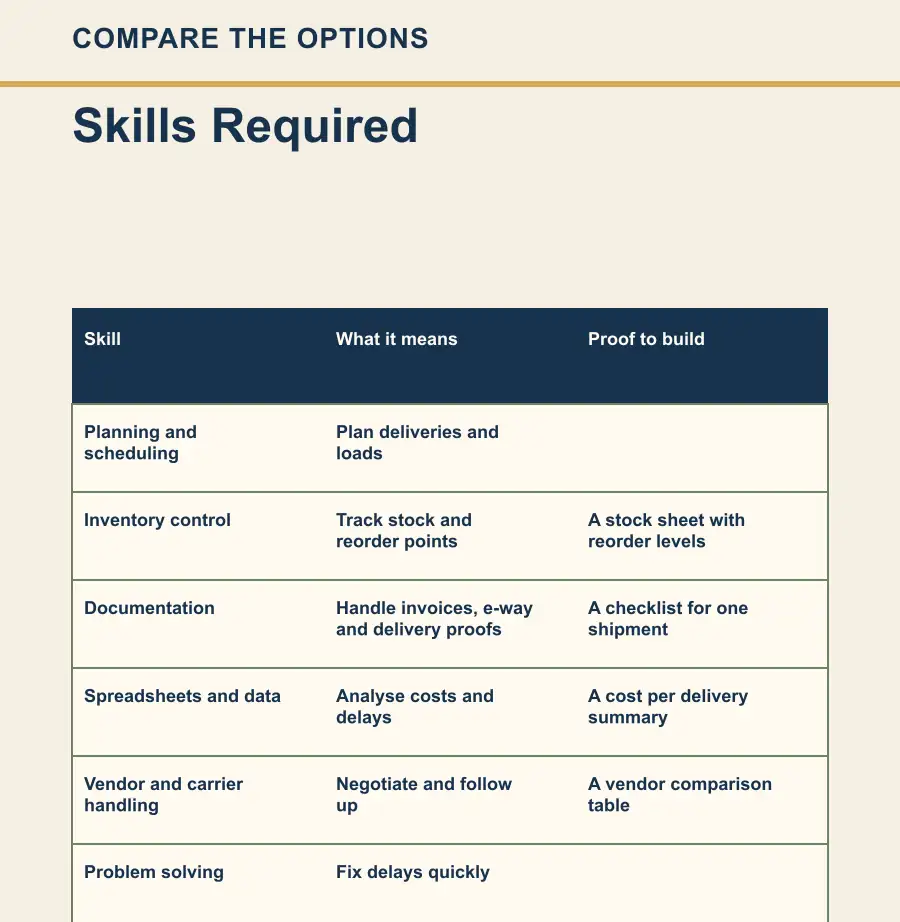 COMPARE THE OPTIONS
Skills Required
Skill
What it means
Proof to build
Planning and
scheduling
Plan deliveries and
loads
Inventory control
Track stock and
reorder points
A stock sheet with
reorder levels
Documentation
Handle invoices, e-way
and delivery proofs
A checklist for one
shipment
Spreadsheets and data
Analyse costs and
delays
A cost per delivery
summary
Vendor and carrier
handling
Negotiate and follow
up
A vendor comparison
table
Problem solving
Fix delays quickly